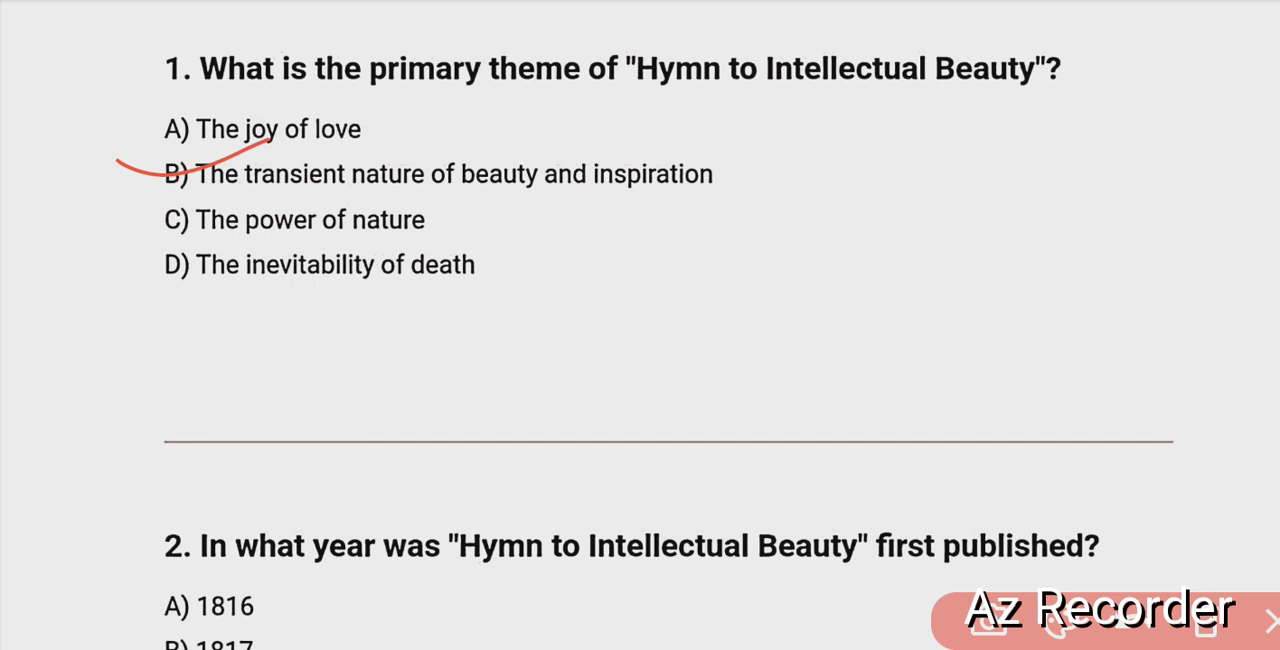 1. What is the primary theme of "Hymn to Intellectual Beauty"?
A) The joy of love
B) The transient nature of beauty and inspiration
C) The power of nature
D) The inevitability of death
2. In what year was "Hymn to Intellectual Beauty" first published?
A) 1816
B) 1817
Az Recorder